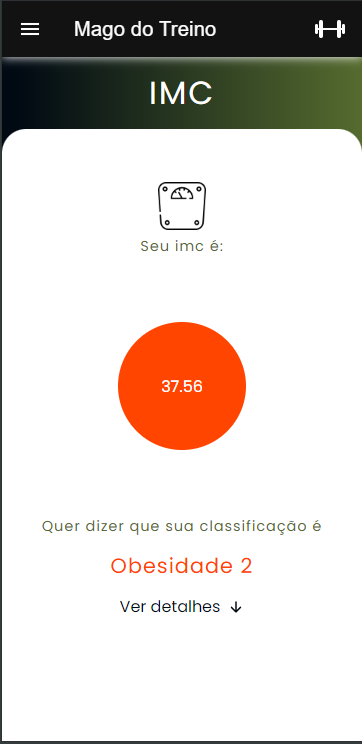 Mago do Treino
IMC
Seu imc é:
37.56
Quer dizer que sua classificação é
Obesidade 2
Ver detalhes